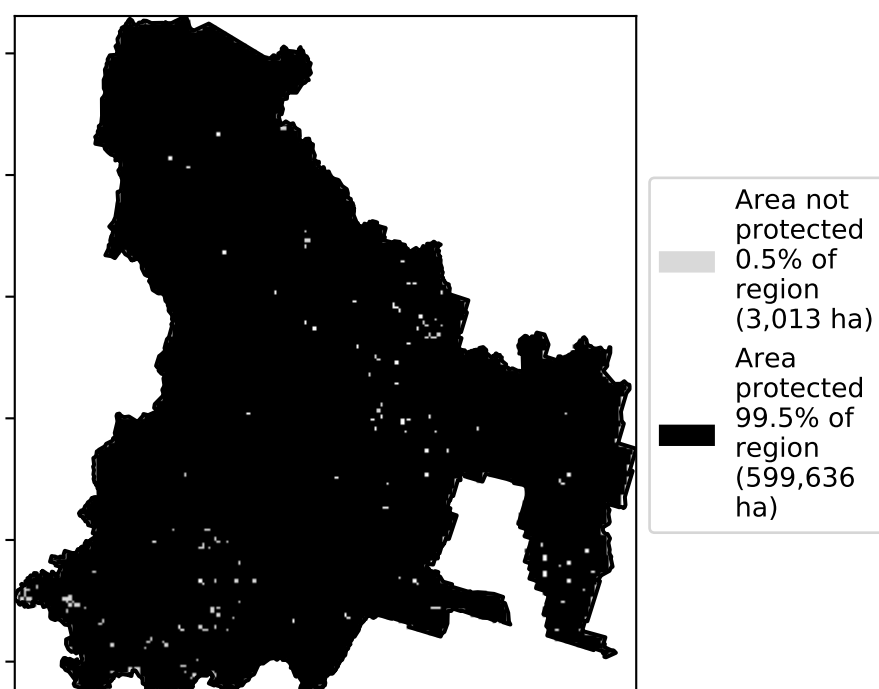 Area not
protected
0.5% of
region
(3,013 ha)
Area
protected
99.5% of
region
(599,636
ha)